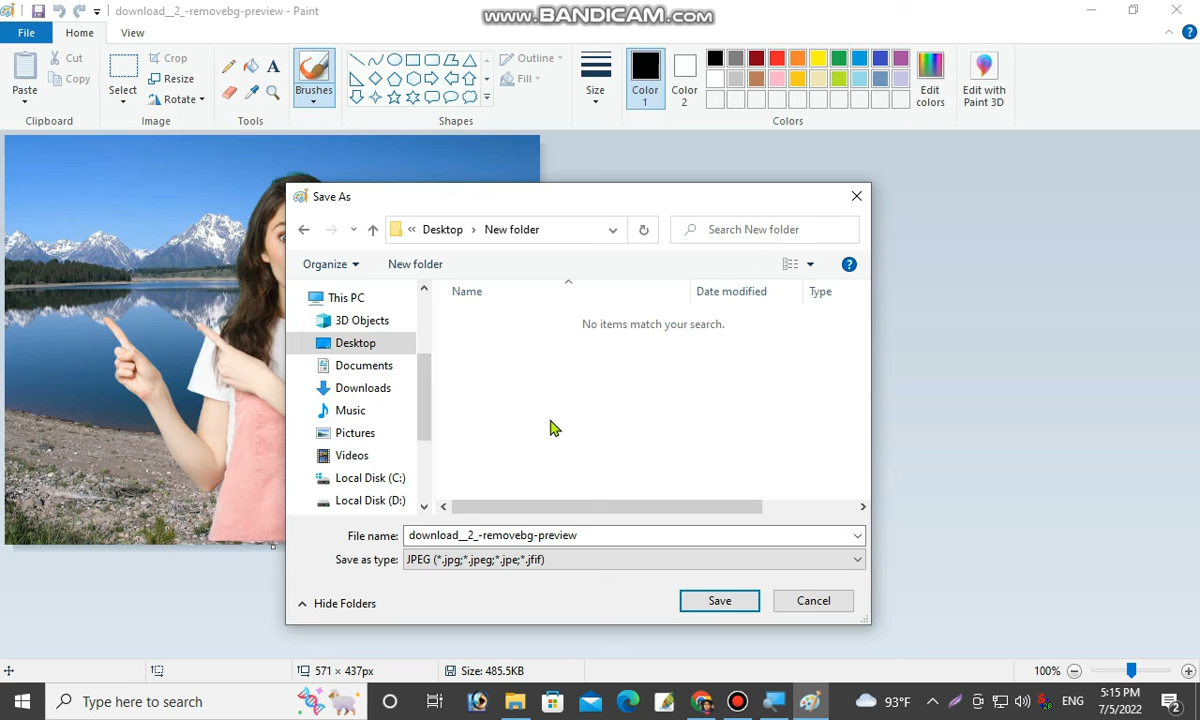 download__2_-removebg-preview - Paint
www.BANDICAM.com
File
Home
View
Paste
Cut
Copy
Clipboard
Select
Crop
Resize
Rotate
Image
A
Tools
Brushes
Outline
Fill
Shapes
Size
Color 1
Color 2
Edit colors
Colors
Edit with Paint 3D
Save As
« Desktop › New folder
Search New folder
Organize
New folder
Name
Date modified
Type
No items match your search.
This PC
3D Objects
Desktop
Documents
Downloads
Music
Pictures
Videos
Local Disk (C:)
Local Disk (D:)
File name: download__2_-removebg-preview
Save as type: JPEG (*.jpg;*.jpeg;*.jpe;*.jfif)
Hide Folders
Save
Cancel
571 × 437px
Size: 485.5KB
100%
Type here to search
93°F
ENG
5:15 PM
7/5/2022
2